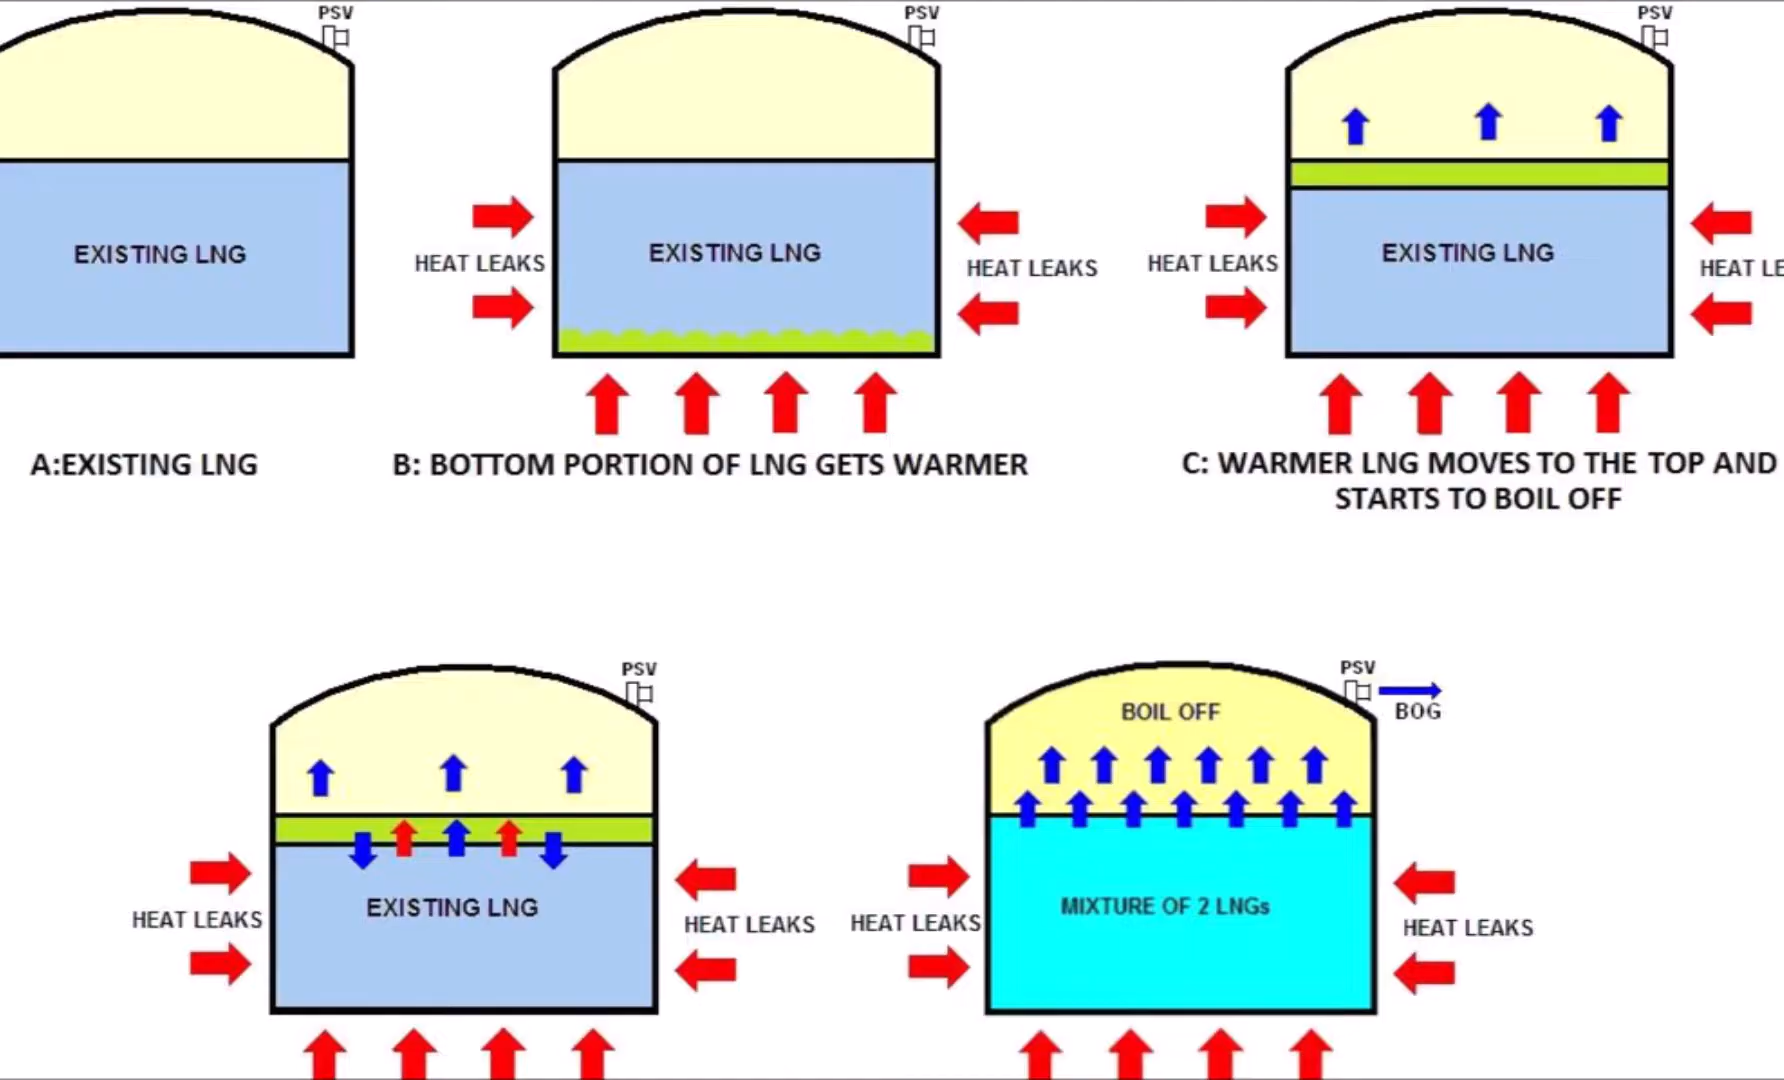 PSV
PSV
PSV
EXISTING LNG
EXISTING LNG
EXISTING LNG
HEAT LEAKS
HEAT LEAKS
HEAT LEAKS
HEAT LE
A:EXISTING LNG
B: BOTTOM PORTION OF LNG GETS WARMER
C: WARMER LNG MOVES TO THE TOP AND
STARTS TO BOIL OFF
PSV
PSV
BOIL OFF
BOG
EXISTING LNG
MIXTURE OF 2 LNGs
HEAT LEAKS
HEAT LEAKS
HEAT LEAKS
HEAT LEAKS